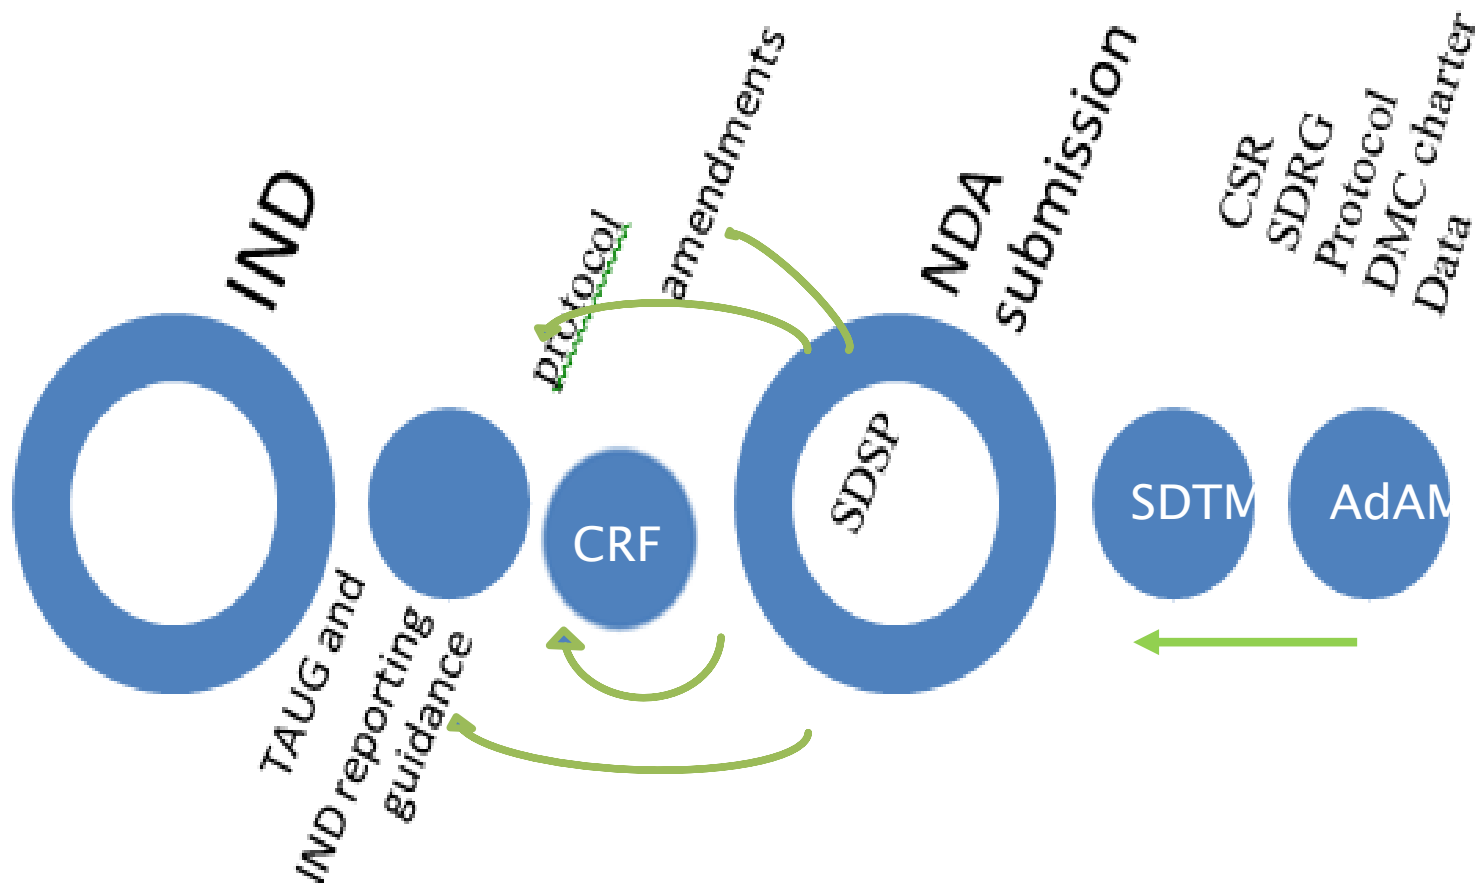 IND
TAUG and
IND reporting
guidance
protocol
amendments
CRF
NDA
submission
SDSP
SDTM
AdAM
CSR
SDRG
Protocol
DMC charter
Data